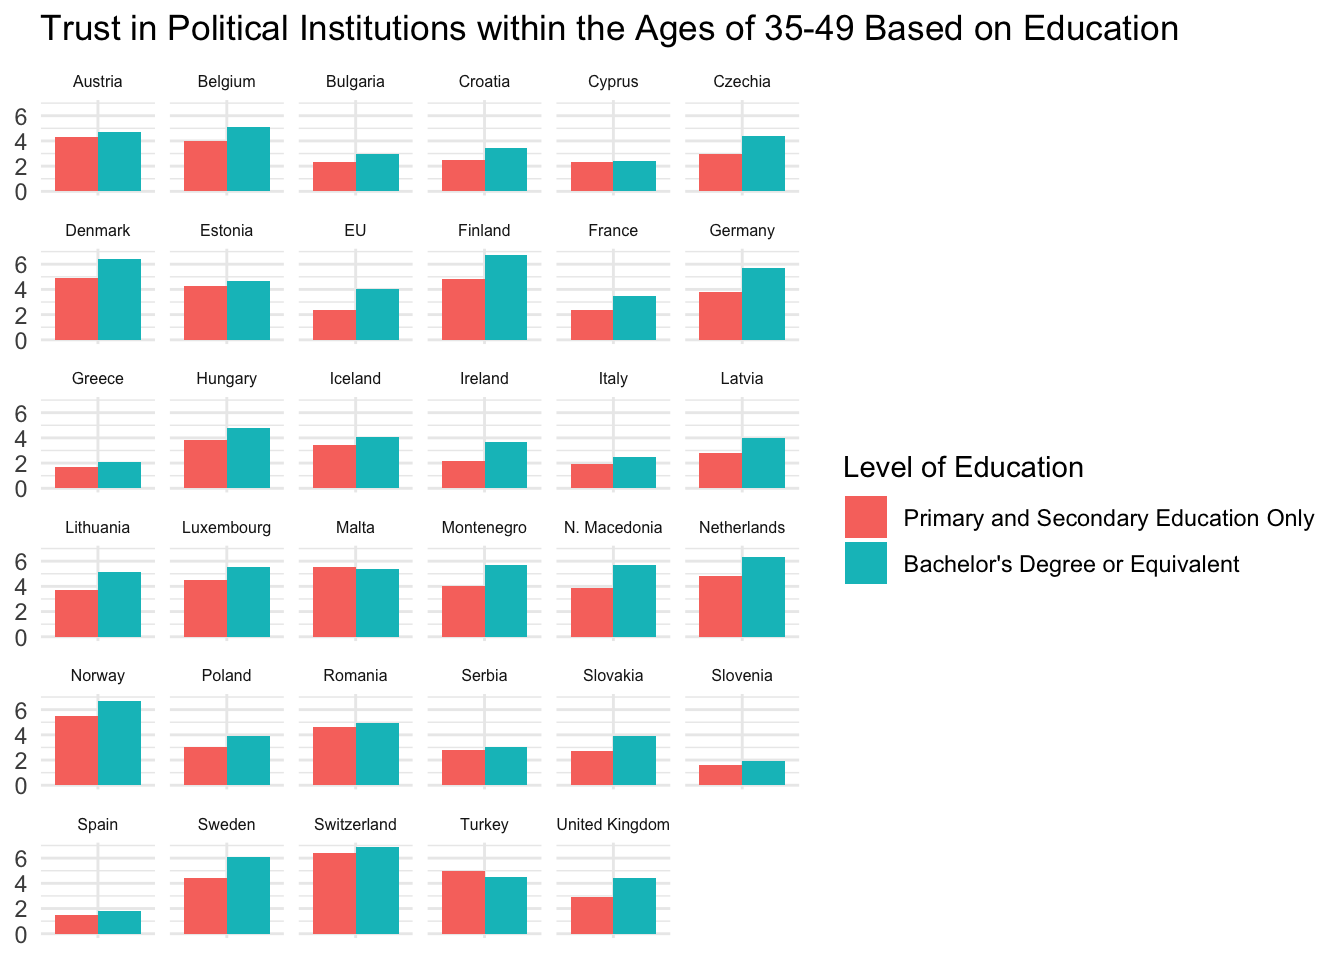 Trust in Political Institutions within the Ages of 35-49 Based on Education
Austria Belgium Bulgaria Croatia Cyprus Czechia
6
4
2
0
Denmark Estonia EU Finland France Germany
6
4
2
0
Greece Hungary Iceland Ireland Italy Latvia
6
4
2
0
Level of Education
Primary and Secondary Education Only
Bachelor's Degree or Equivalent
Lithuania Luxembourg Malta Montenegro N. Macedonia Netherlands
6
4
2
0
Norway Poland Romania Serbia Slovakia Slovenia
6
4
2
0
Spain Sweden Switzerland Turkey United Kingdom
6
4
2
0